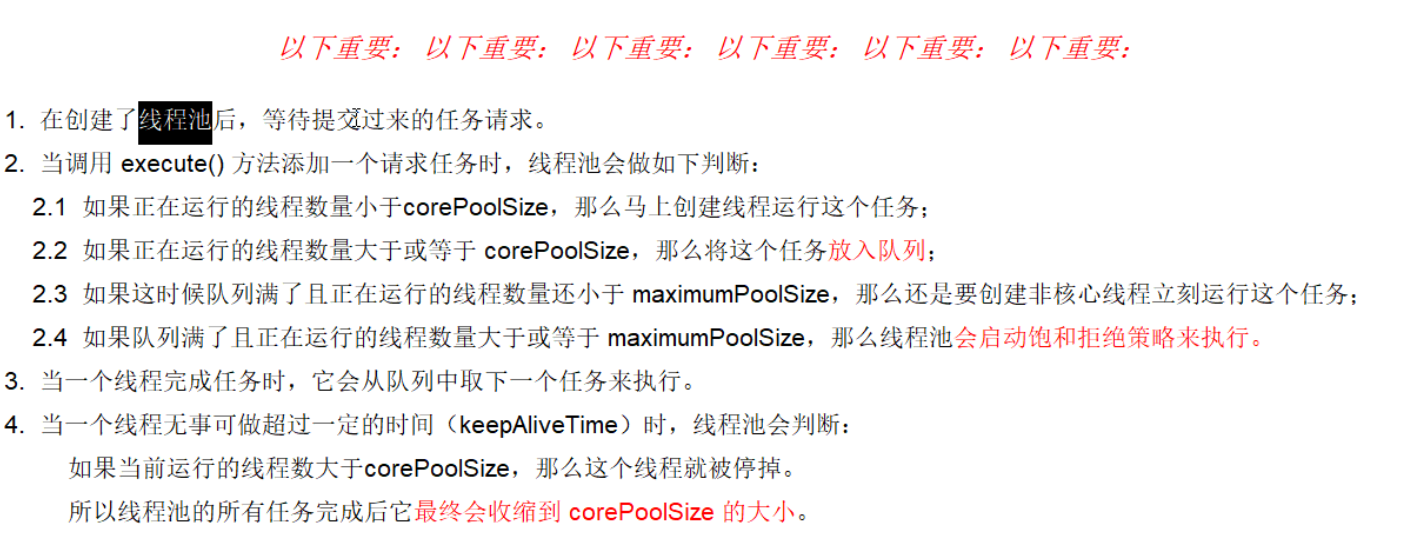 以下重要： 以下重要： 以下重要： 以下重要： 以下重要： 以下重要：
1. 在创建了线程池后，等待提交过来的任务请求。
2. 当调用 execute() 方法添加一个请求任务时，线程池会做如下判断：
2.1 如果正在运行的线程数量小于corePoolSize，那么马上创建线程运行这个任务；
2.2 如果正在运行的线程数量大于或等于 corePoolSize，那么将这个任务放入队列；
2.3 如果这时候队列满了且正在运行的线程数量还小于 maximumPoolSize，那么还是要创建非核心线程立刻运行这个任务；
2.4 如果队列满了且正在运行的线程数量大于或等于 maximumPoolSize，那么线程池会启动饱和拒绝策略来执行。
3. 当一个线程完成任务时，它会从队列中取下一个任务来执行。
4. 当一个线程无事可做超过一定的时间（keepAliveTime）时，线程池会判断：
如果当前运行的线程数大于corePoolSize，那么这个线程就被停掉。
所以线程池的所有任务完成后它最终会收缩到 corePoolSize 的大小。